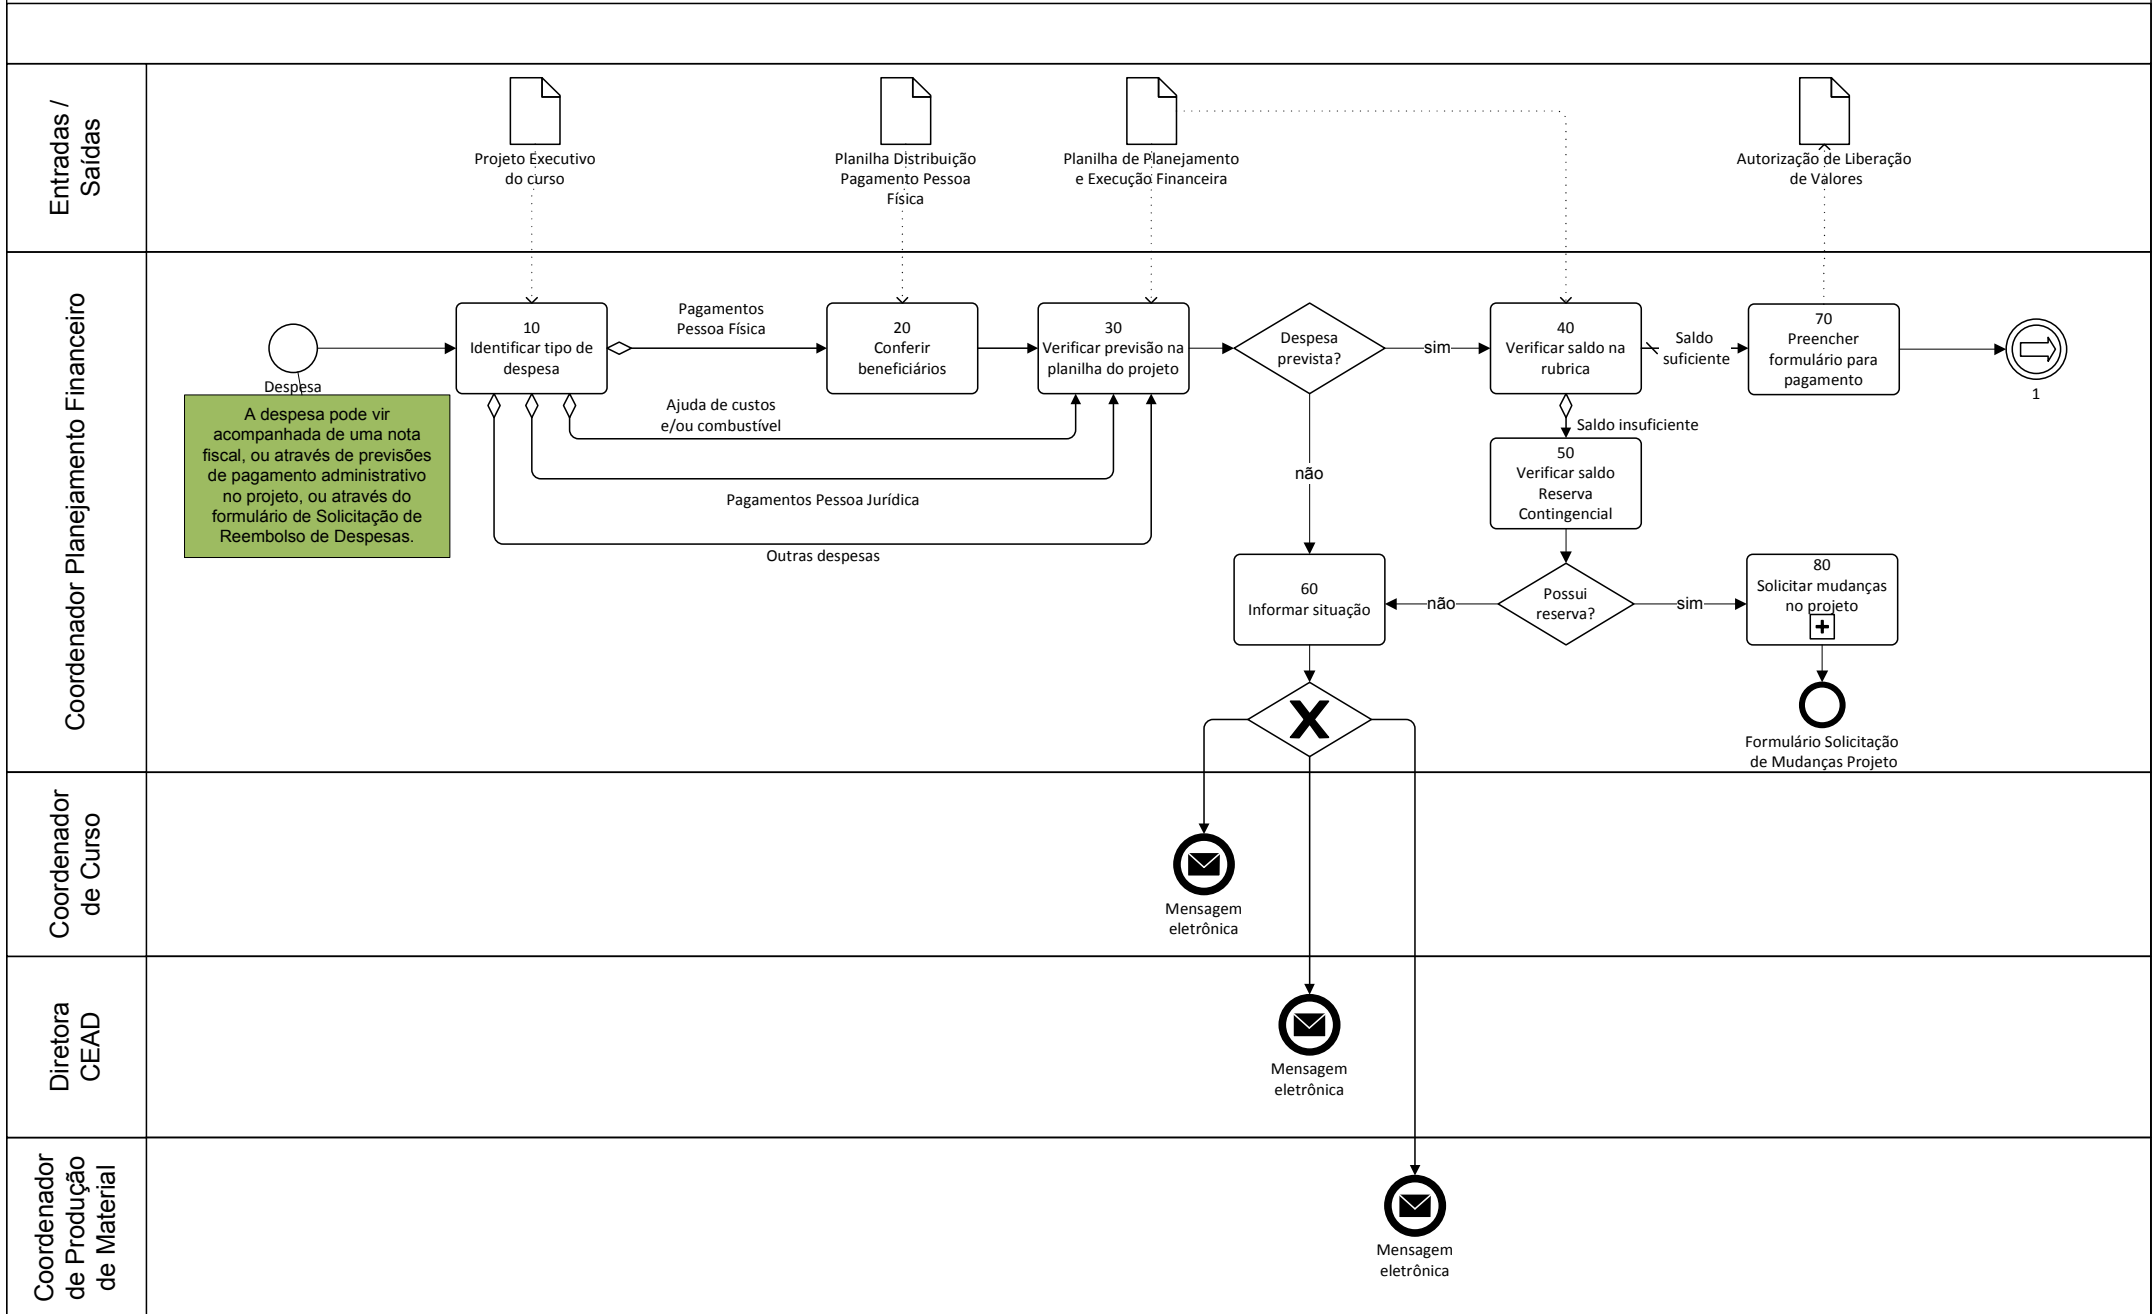 Entradas /
Saídas
Projeto Executivo
do curso
Planilha Distribuição
Pagamento Pessoa
Física
Planilha de Planejamento
e Execução Financeira
Autorização de Liberação
de Valores
Coordenador Planejamento Financeiro
Despesa
A despesa pode vir
acompanhada de uma nota
fiscal, ou através de previsões
de pagamento administrativo
no projeto, ou através do
formulário de Solicitação de
Reembolso de Despesas.
10
Identificar tipo de
despesa
Pagamentos
Pessoa Física
20
Conferir
beneficiários
30
Verificar previsão na
planilha do projeto
Ajuda de custos
e/ou combustível
Pagamentos Pessoa Jurídica
Outras despesas
Despesa
prevista?
sim
não
40
Verificar saldo na
rubrica
Saldo
suficiente
70
Preencher
formulário para
pagamento
1
Saldo insuficiente
50
Verificar saldo
Reserva
Contingencial
60
Informar situação
não
Possui
reserva?
sim
80
Solicitar mudanças
no projeto
Formulário Solicitação
de Mudanças Projeto
Coordenador
de Curso
Mensagem
eletrônica
Diretora
CEAD
Mensagem
eletrônica
Coordenador
de Produção
de Material
Mensagem
eletrônica